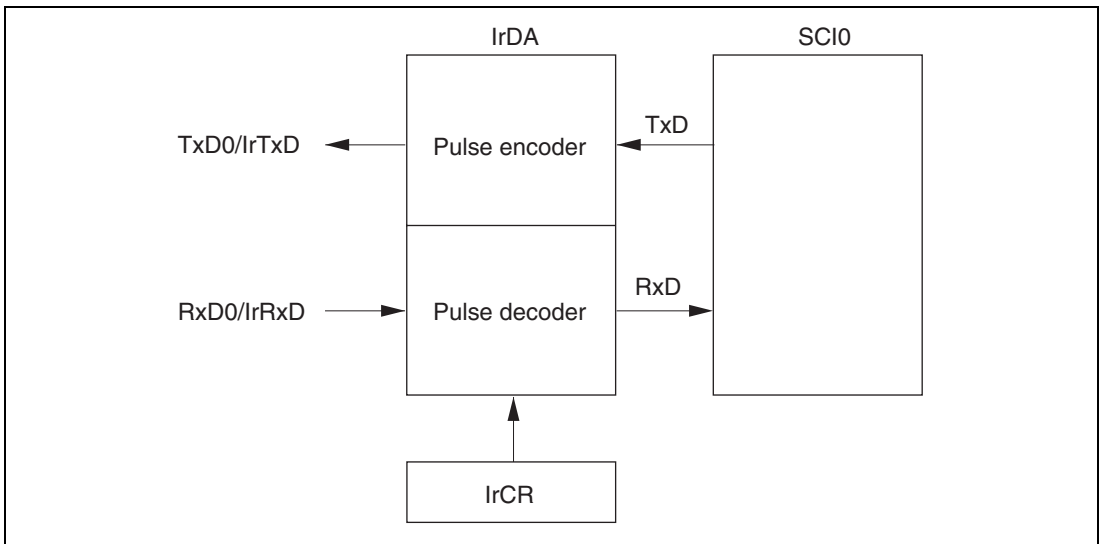 IrDA
SCI0
TxD0/IrTxD
Pulse encoder
TxD
RxD0/IrRxD
Pulse decoder
RxD
IrCR